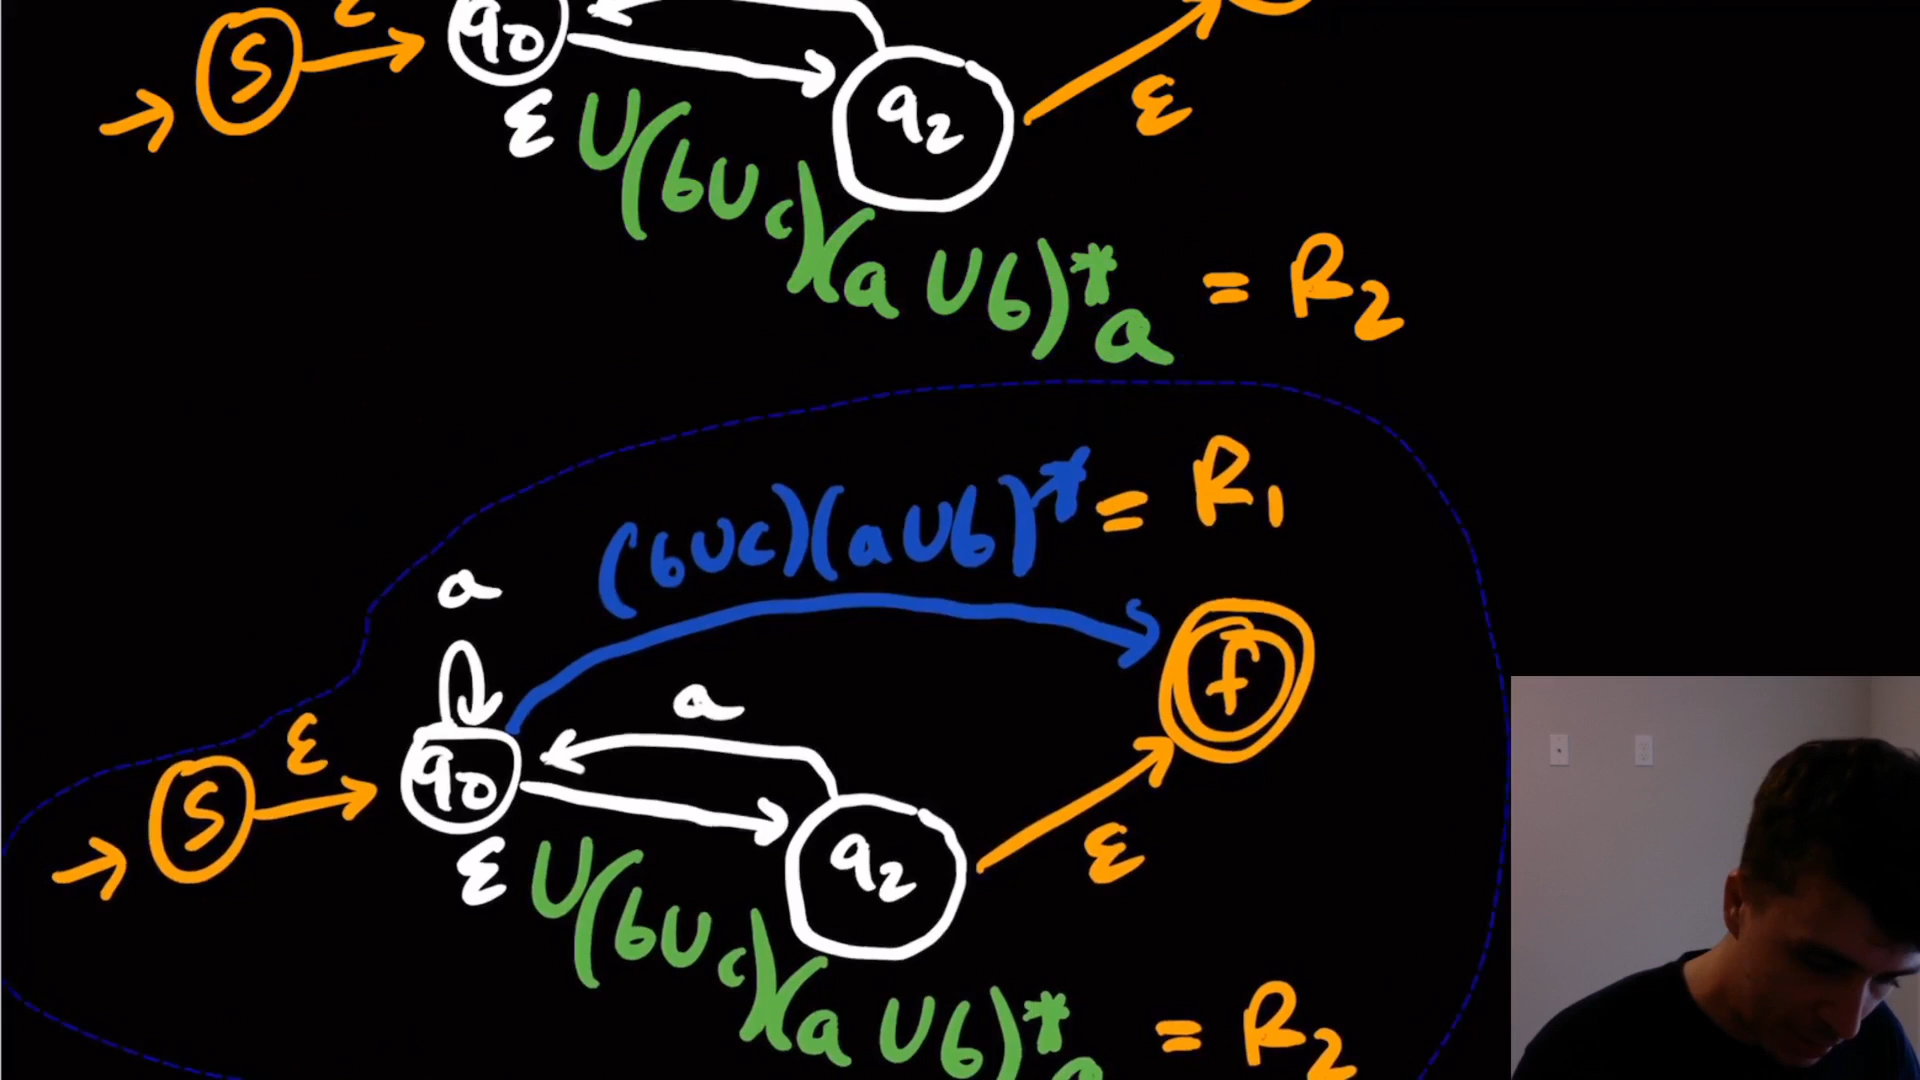 ε
S
q0
q2
ε
ε ∪(b∪c)(a∪b)*a = R2
(b∪c)(a∪b)* = R1
a
f
ε
a
S
q0
q2
ε
ε ∪(b∪c)(a∪b)*a = R2